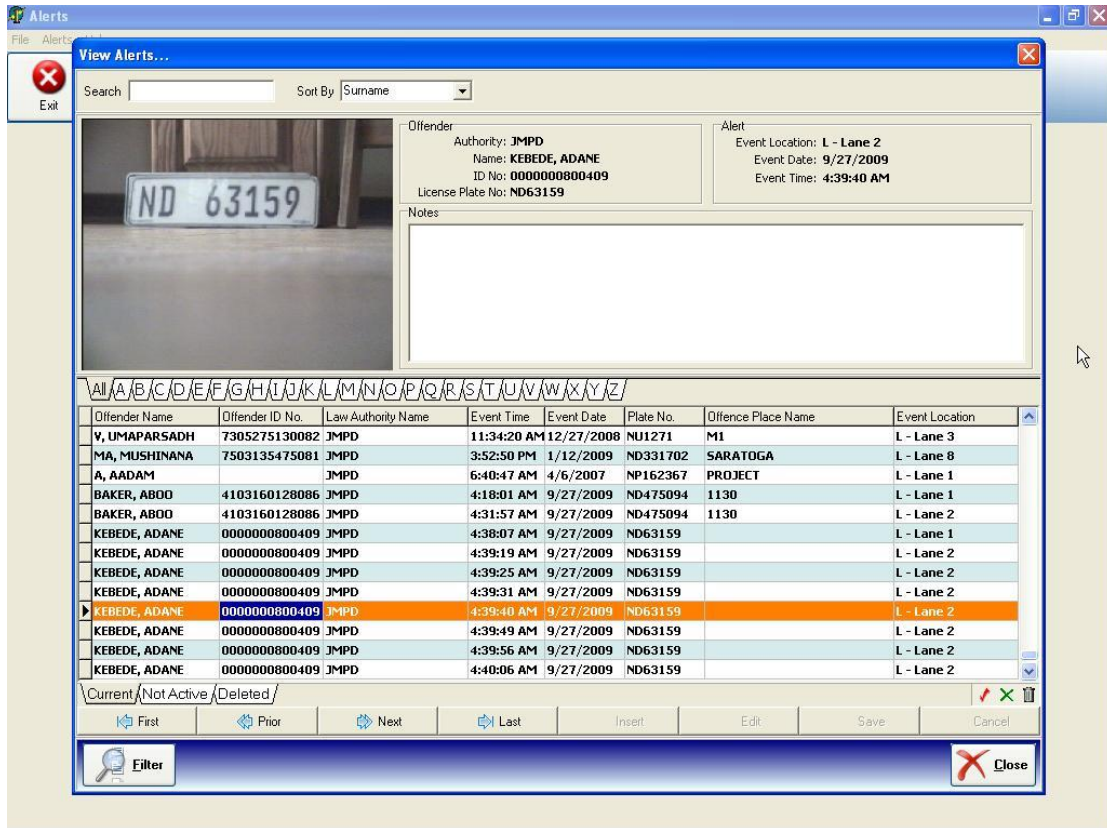 Alerts
File Alerts
Exit
View Alerts...
Search Sort By Surname
ND 63159
Offender
Authority: JMPD
Name: KEBEDE, ADANE
ID No: 0000000800409
License Plate No: ND63159
Alert
Event Location: L - Lane 2
Event Date: 9/27/2009
Event Time: 4:39:40 AM
Notes
All A B C D E F G H I J K L M N O P Q R S T U V W X Y Z
Offender Name Offender ID No. Law Authority Name Event Time Event Date Plate No. Offence Place Name Event Location
V, UMAPARSADH 7305275130082 JMPD 11:34:20 AM 12/27/2008 NU1271 M1 L - Lane 3
MA, MUSHINANA 7503135475081 JMPD 3:52:50 PM 1/12/2009 ND331702 SARATOGA L - Lane 8
A, AADAM JMPD 6:40:47 AM 4/6/2007 NP162367 PROJECT L - Lane 1
BAKER, ABOO 4103160128086 JMPD 4:18:01 AM 9/27/2009 ND475094 1130 L - Lane 1
BAKER, ABOO 4103160128086 JMPD 4:31:57 AM 9/27/2009 ND475094 1130 L - Lane 2
KEBEDE, ADANE 0000000800409 JMPD 4:38:07 AM 9/27/2009 ND63159 L - Lane 1
KEBEDE, ADANE 0000000800409 JMPD 4:39:19 AM 9/27/2009 ND63159 L - Lane 2
KEBEDE, ADANE 0000000800409 JMPD 4:39:25 AM 9/27/2009 ND63159 L - Lane 2
KEBEDE, ADANE 0000000800409 JMPD 4:39:31 AM 9/27/2009 ND63159 L - Lane 2
KEBEDE, ADANE 0000000800409 JMPD 4:39:40 AM 9/27/2009 ND63159 L - Lane 2
KEBEDE, ADANE 0000000800409 JMPD 4:39:49 AM 9/27/2009 ND63159 L - Lane 2
KEBEDE, ADANE 0000000800409 JMPD 4:39:56 AM 9/27/2009 ND63159 L - Lane 2
KEBEDE, ADANE 0000000800409 JMPD 4:40:06 AM 9/27/2009 ND63159 L - Lane 2
Current Not Active Deleted
First Prior Next Last Insert Edit Save Cancel
Filter Close